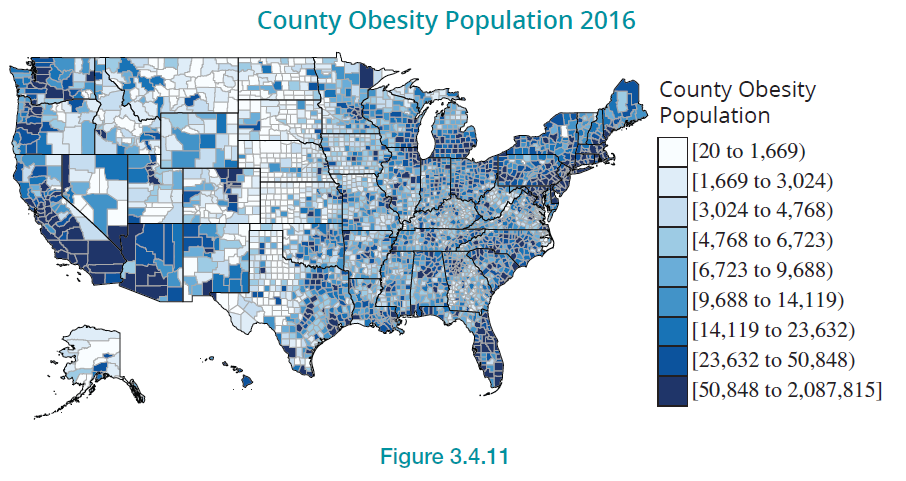 County Obesity Population 2016
County Obesity
Population
[20 to 1,669)
[1,669 to 3,024)
[3,024 to 4,768)
[4,768 to 6,723)
[6,723 to 9,688)
[9,688 to 14,119)
[14,119 to 23,632)
[23,632 to 50,848)
[50,848 to 2,087,815]
Figure 3.4.11